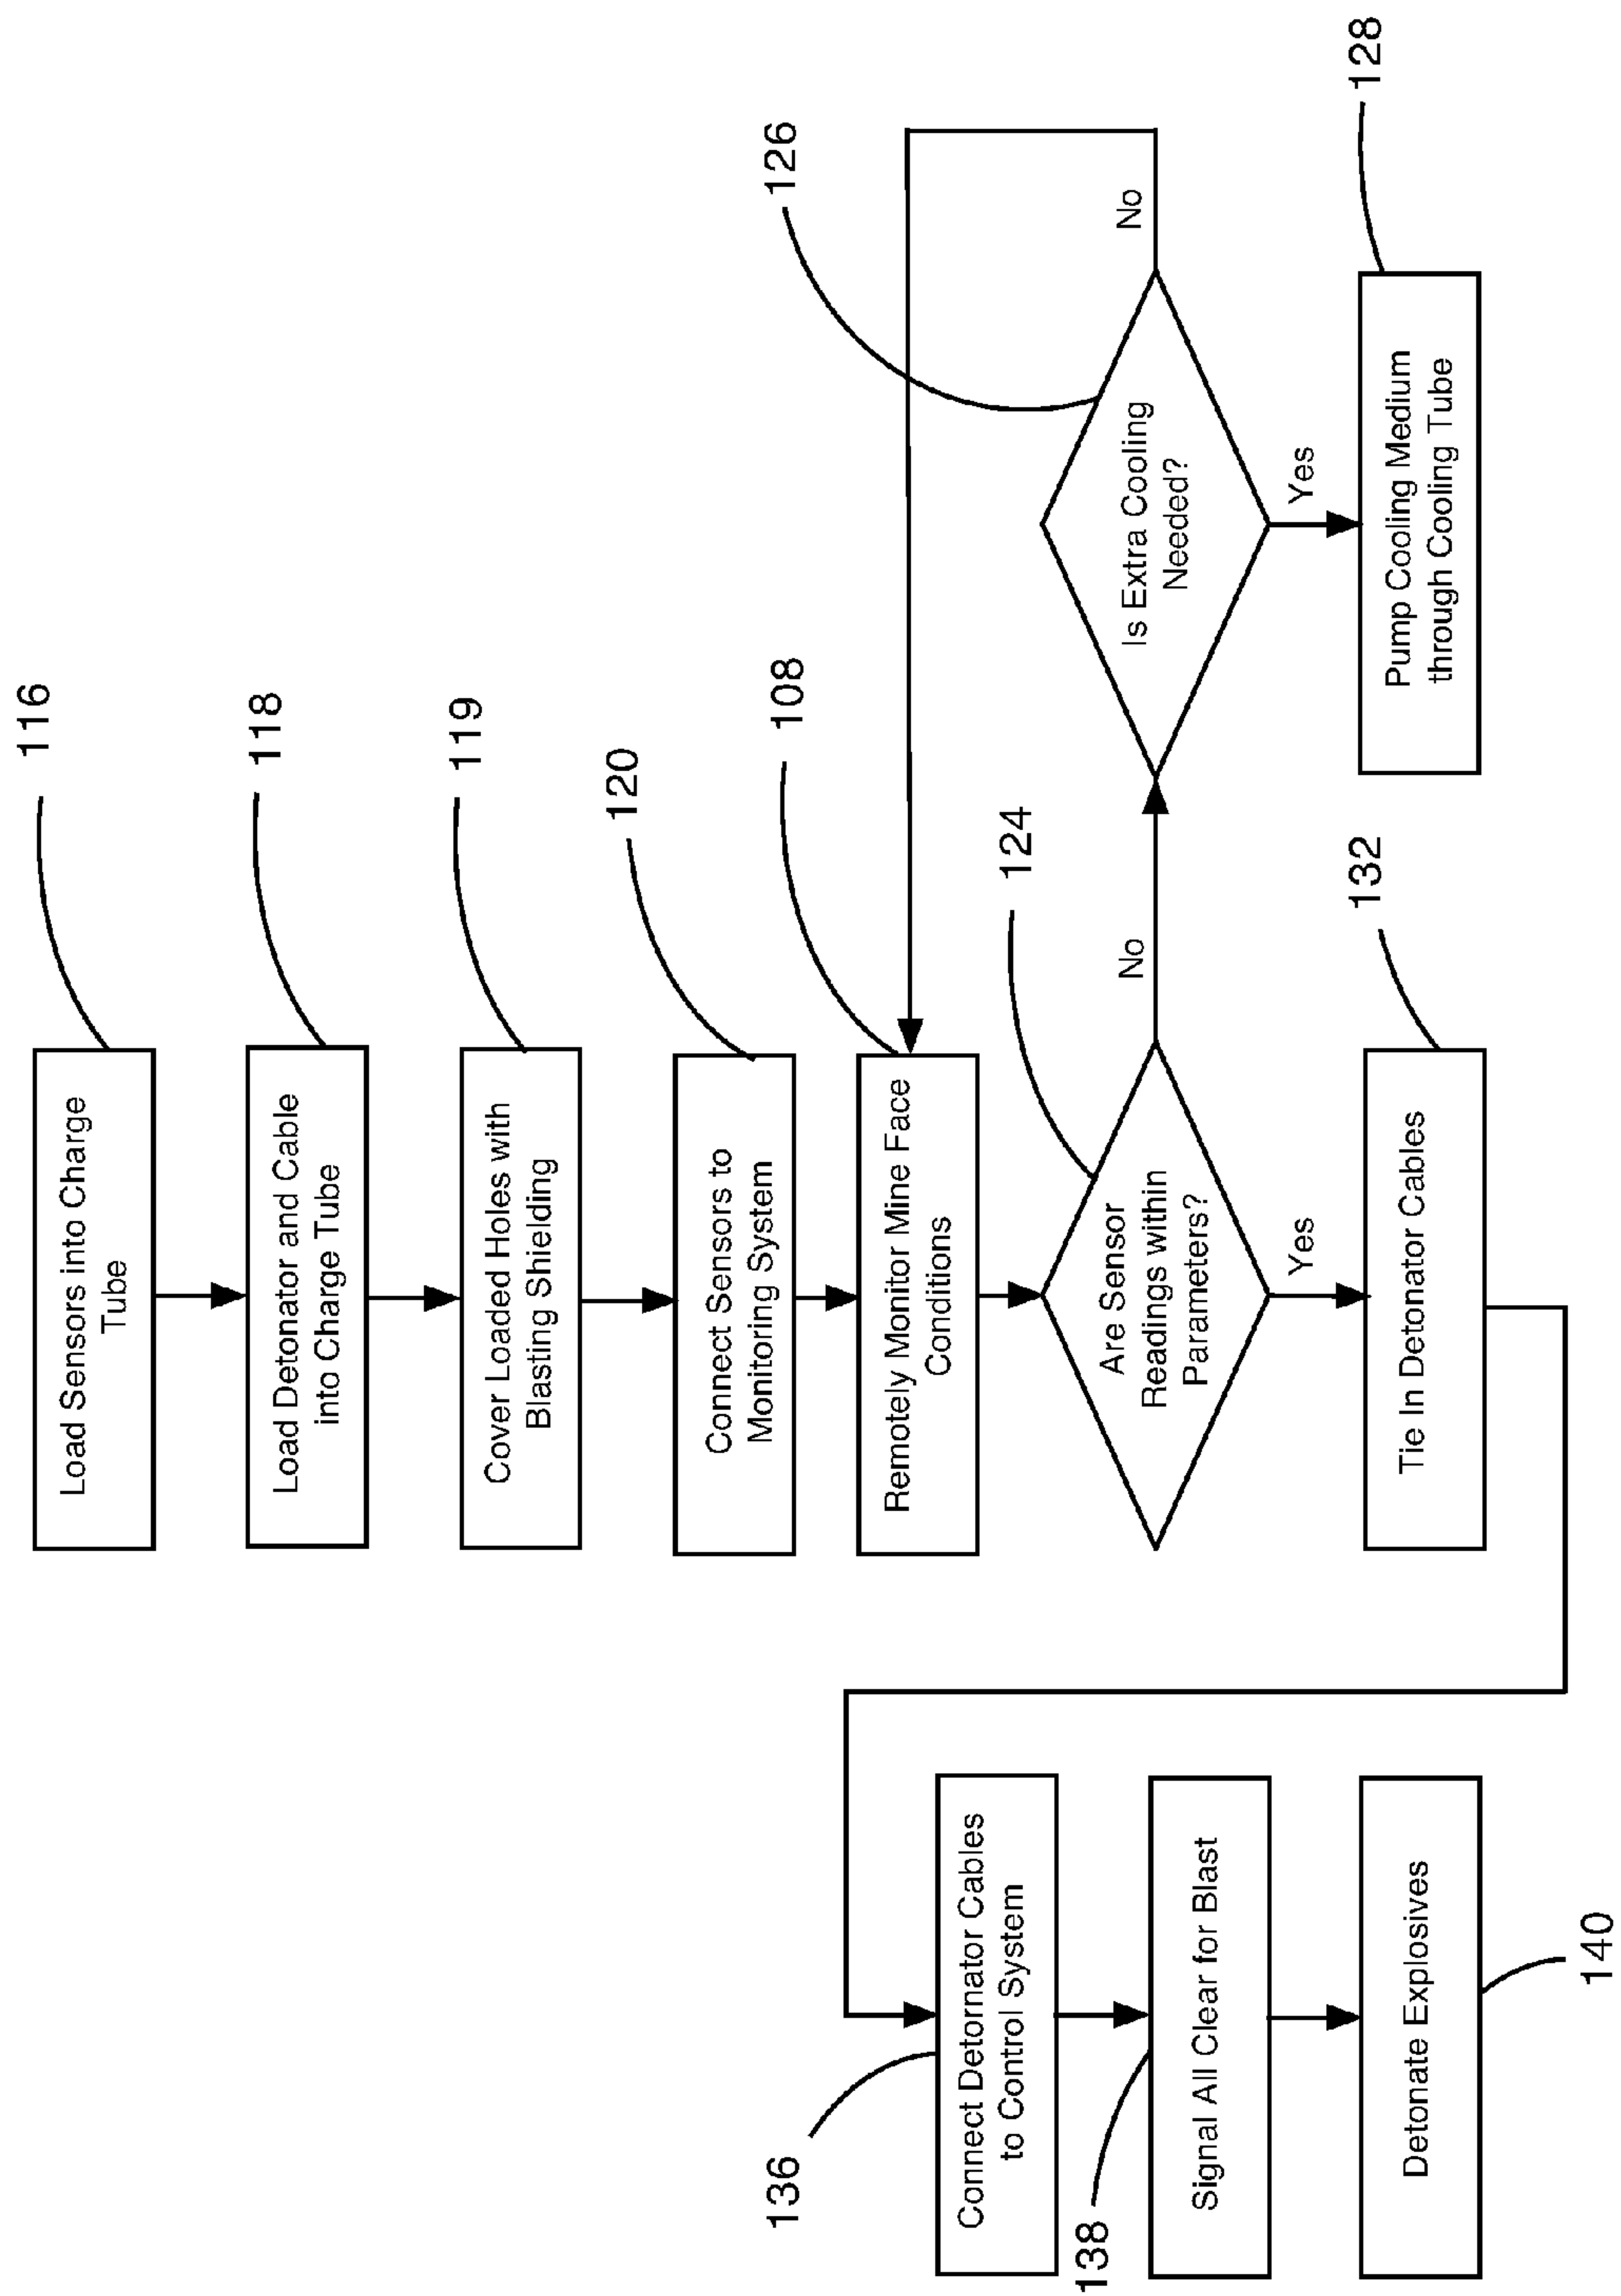 116
Load Sensors into Charge
Tube
118
Load Detonator and Cable
into Charge Tube
119
Cover Loaded Holes with
Blasting Shielding
120
Connect Sensors to
Monitoring System
108
Remotely Monitor Mine Face
Conditions
124
Are Sensor
Readings within
Parameters?
No
Yes
126
Is Extra Cooling
Needed?
No
Yes
128
Pump Cooling Medium
through Cooling Tube
132
Tie In Detonator Cables
136
Connect Detornator Cables
to Control System
138
Signal All Clear for Blast
Detonate Explosives
140